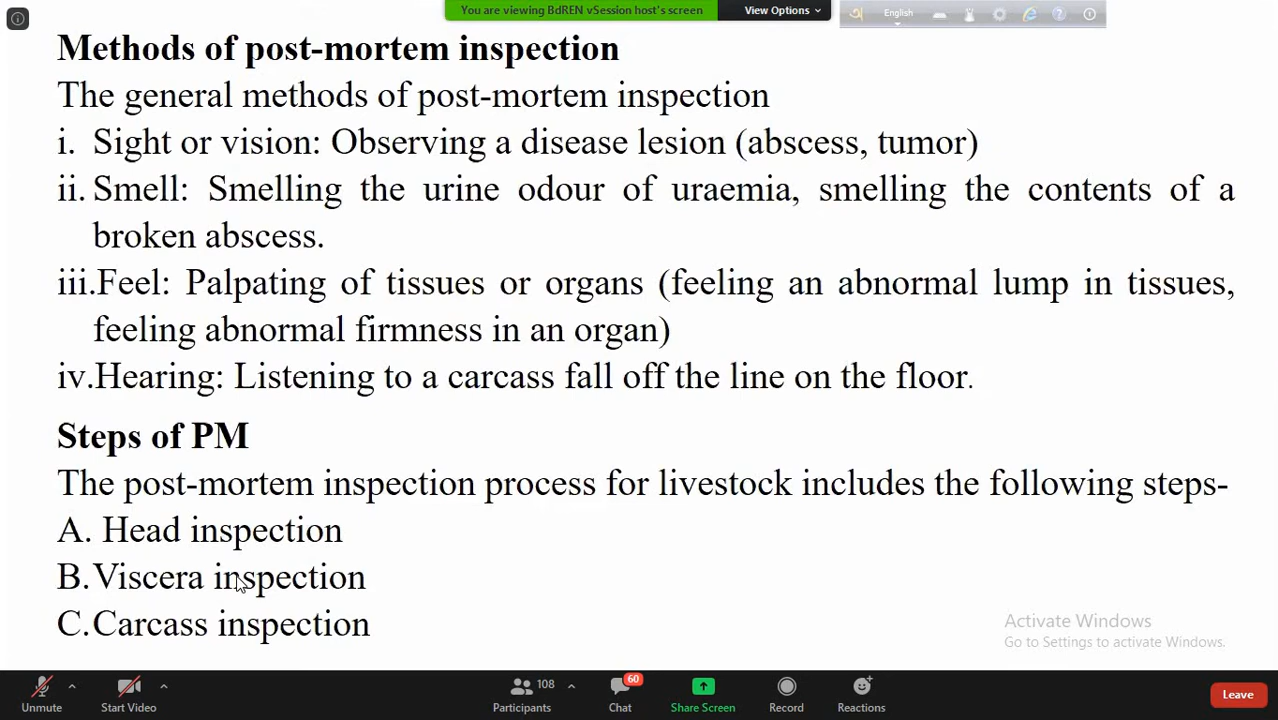 You are viewing BdREN vSession host's screen
View Options
English
Methods of post-mortem inspection
The general methods of post-mortem inspection
i. Sight or vision: Observing a disease lesion (abscess, tumor)
ii. Smell: Smelling the urine odour of uraemia, smelling the contents of a
broken abscess.
iii.Feel: Palpating of tissues or organs (feeling an abnormal lump in tissues,
feeling abnormal firmness in an organ)
iv.Hearing: Listening to a carcass fall off the line on the floor.
Steps of PM
The post-mortem inspection process for livestock includes the following steps-
A. Head inspection
B.Viscera inspection
C.Carcass inspection
Activate Windows
Go to Settings to activate Windows.
108
60
Unmute
Start Video
Participants
Chat
Share Screen
Record
Reactions
Leave